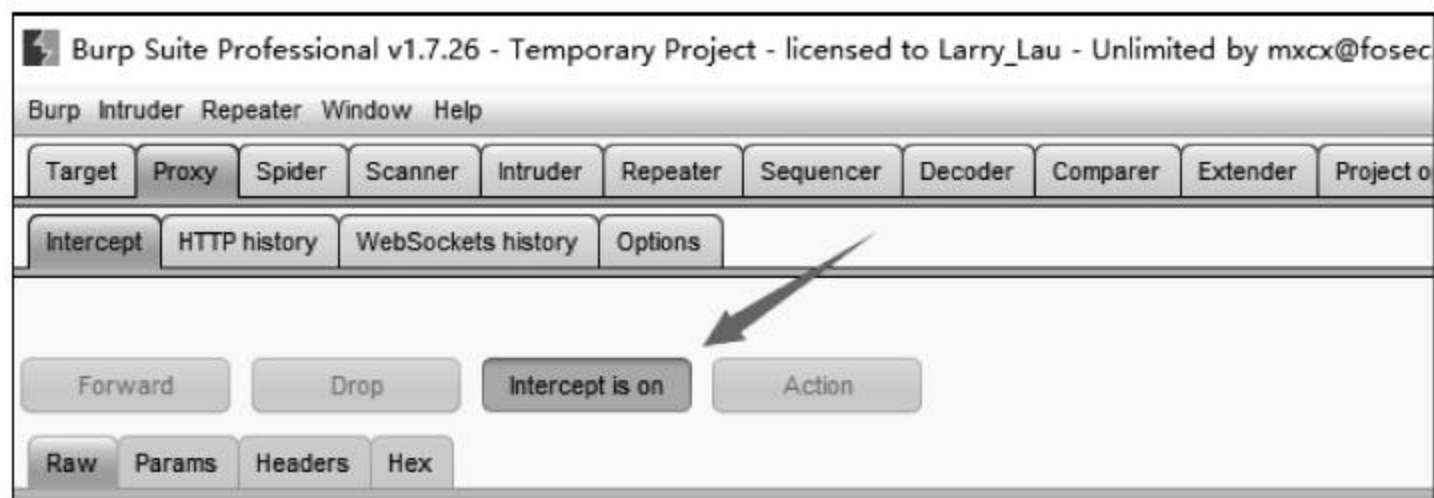 Burp Suite Professional v1.7.26 - Temporary Project - licensed to Larry_Lau - Unlimited by mxcx@fosec
Burp Intruder Repeater Window Help
Target Proxy Spider Scanner Intruder Repeater Sequencer Decoder Comparer Extender Project o
Intercept HTTP history WebSockets history Options
Forward Drop Intercept is on Action
Raw Params Headers Hex